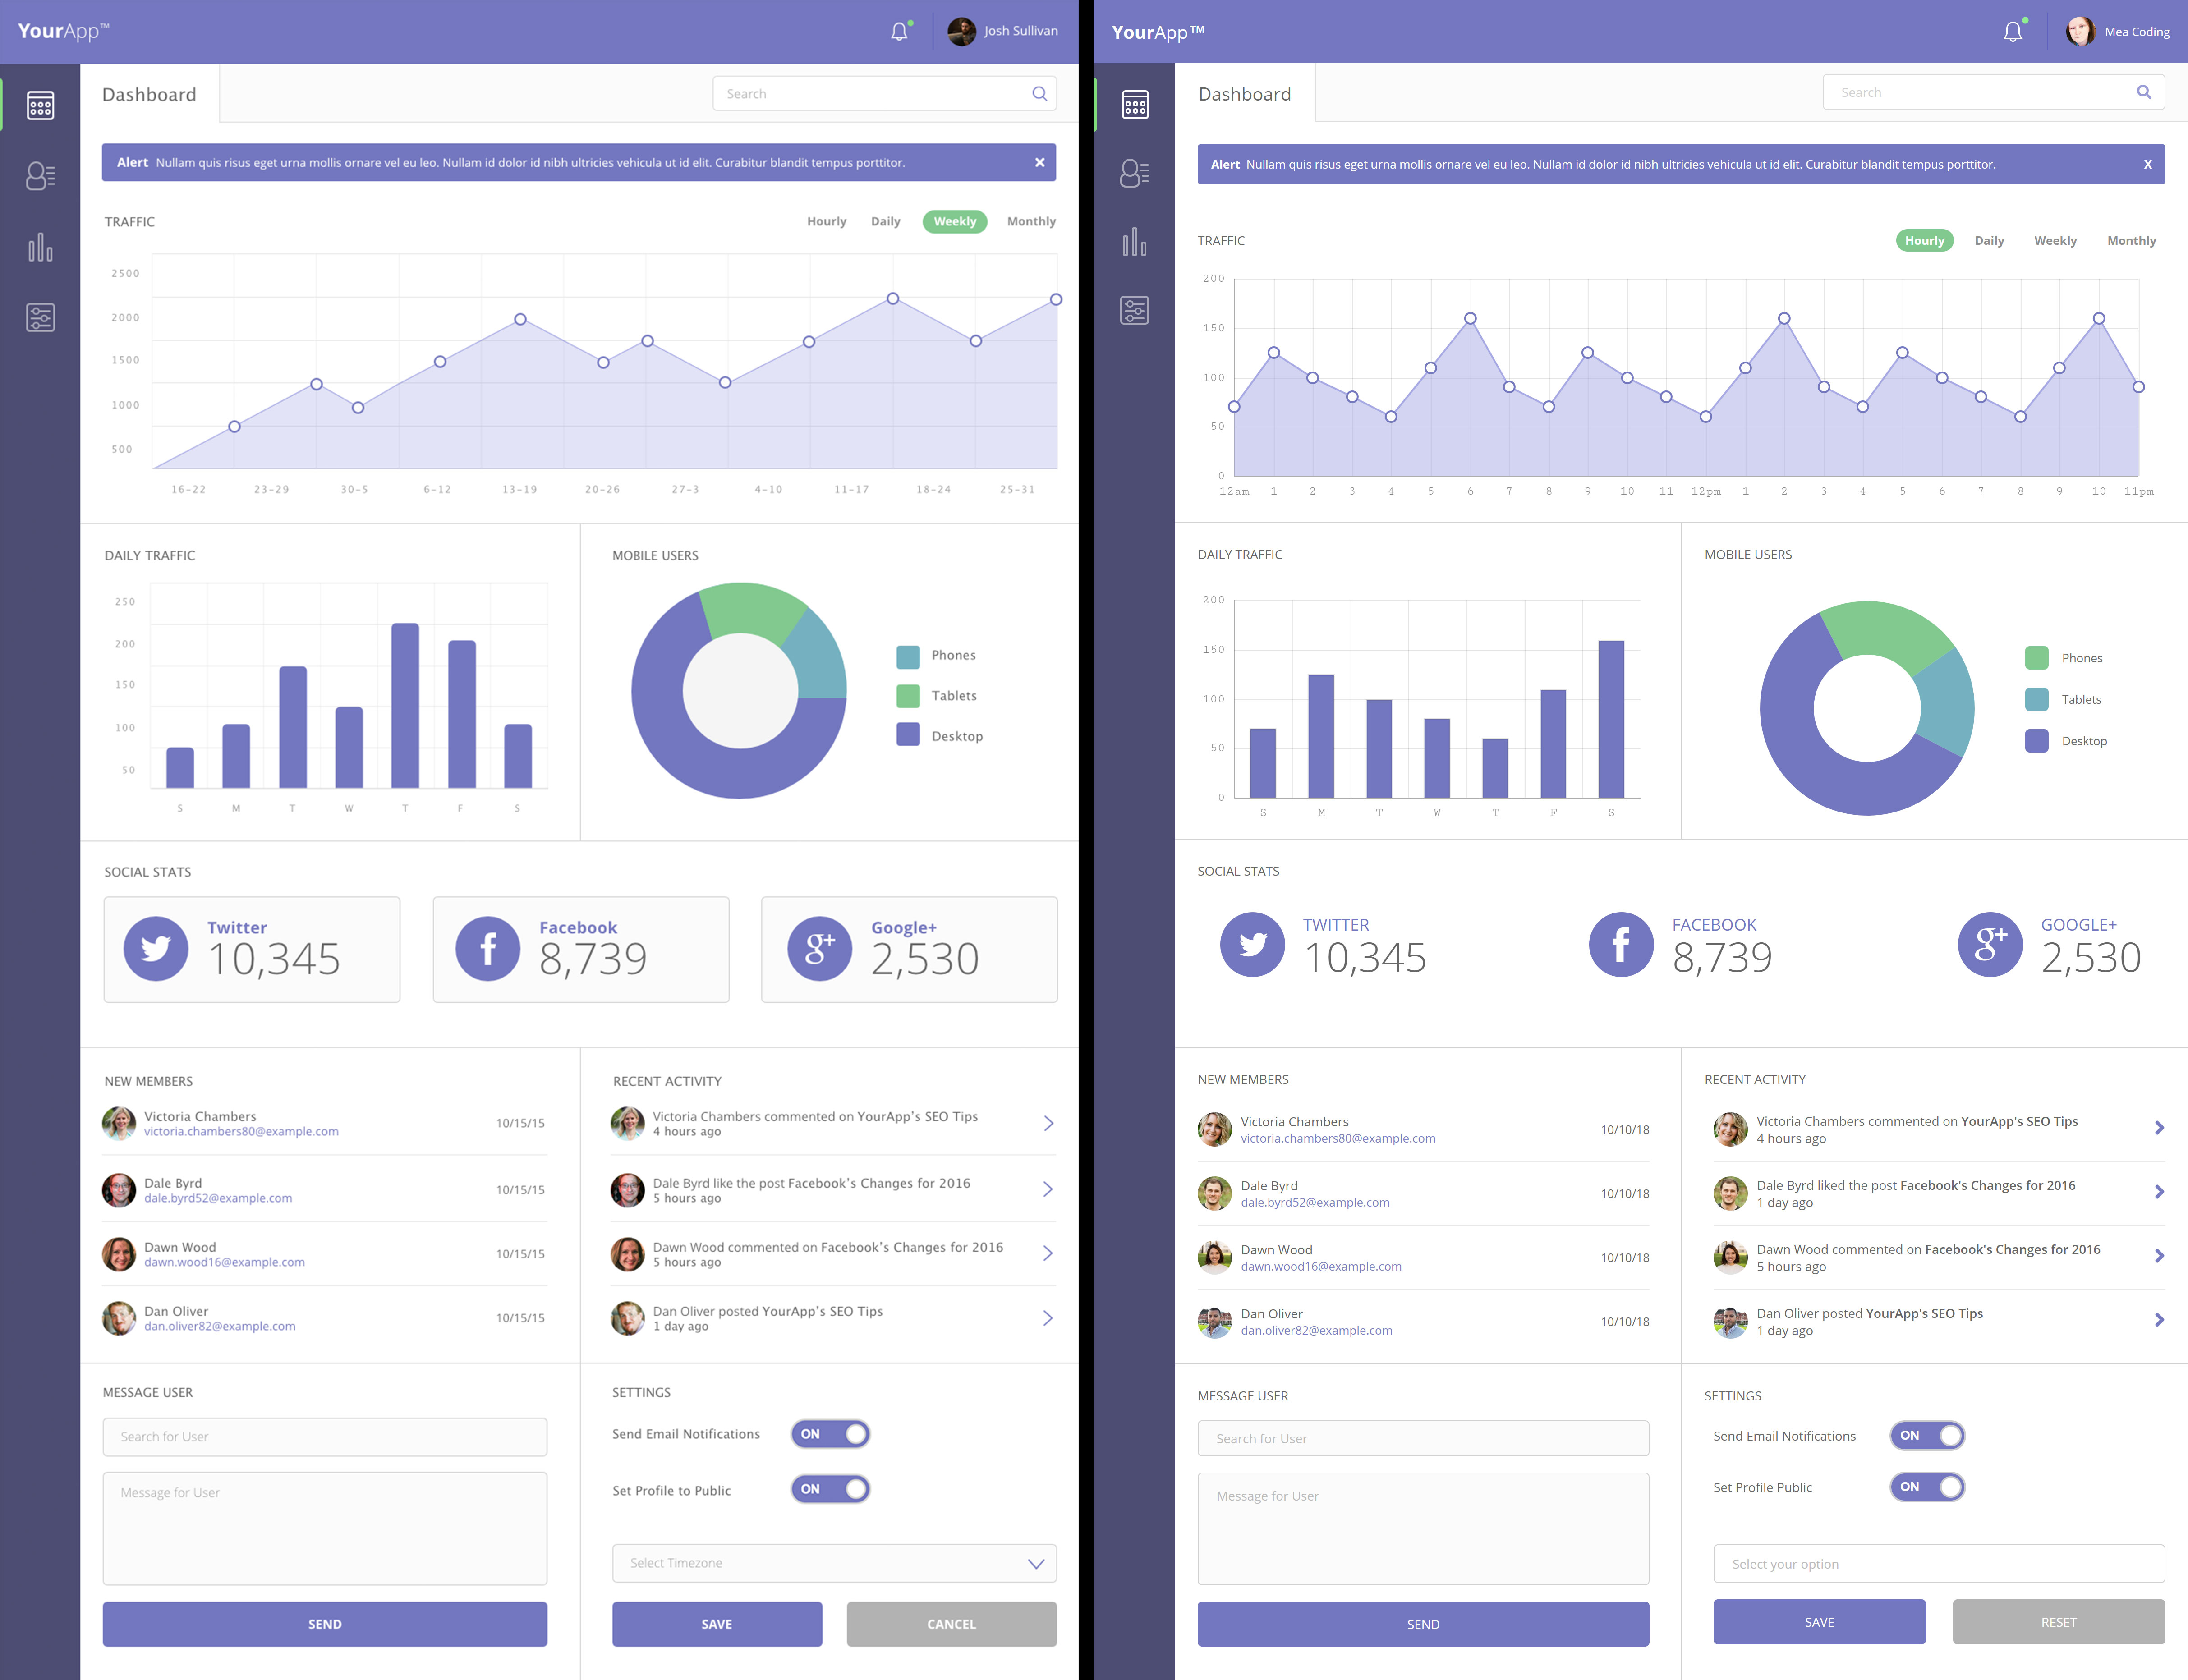 YourApp™
Josh Sullivan
Dashboard
Search
Alert Nullam quis risus eget urna mollis ornare vel eu leo. Nullam id dolor id nibh ultricies vehicula ut id elit. Curabitur blandit tempus porttitor.
TRAFFIC
Hourly Daily Weekly Monthly
2500
2000
1500
1000
500
16-22 23-29 30-5 6-12 13-19 20-26 27-3 4-10 11-17 18-24 25-31
DAILY TRAFFIC
250
200
150
100
50
S M T W T F S
MOBILE USERS
Phones
Tablets
Desktop
SOCIAL STATS
Twitter
10,345
Facebook
8,739
Google+
2,530
NEW MEMBERS
Victoria Chambers
victoria.chambers80@example.com
10/15/15
Dale Byrd
dale.byrd52@example.com
10/15/15
Dawn Wood
dawn.wood16@example.com
10/15/15
Dan Oliver
dan.oliver82@example.com
10/15/15
RECENT ACTIVITY
Victoria Chambers commented on YourApp's SEO Tips
4 hours ago
Dale Byrd like the post Facebook's Changes for 2016
5 hours ago
Dawn Wood commented on Facebook's Changes for 2016
5 hours ago
Dan Oliver posted YourApp's SEO Tips
1 day ago
MESSAGE USER
Search for User
Message for User
SEND
SETTINGS
Send Email Notifications ON
Set Profile to Public ON
Select Timezone
SAVE CANCEL
YourApp™
Mea Coding
Dashboard
Search
Alert Nullam quis risus eget urna mollis ornare vel eu leo. Nullam id dolor id nibh ultricies vehicula ut id elit. Curabitur blandit tempus porttitor. X
TRAFFIC
Hourly Daily Weekly Monthly
200
150
100
50
0
12am 1 2 3 4 5 6 7 8 9 10 11 12pm 1 2 3 4 5 6 7 8 9 10 11pm
DAILY TRAFFIC
200
150
100
50
0
S M T W T F S
MOBILE USERS
Phones
Tablets
Desktop
SOCIAL STATS
TWITTER
10,345
FACEBOOK
8,739
GOOGLE+
2,530
NEW MEMBERS
Victoria Chambers
victoria.chambers80@example.com
10/10/18
Dale Byrd
dale.byrd52@example.com
10/10/18
Dawn Wood
dawn.wood16@example.com
10/10/18
Dan Oliver
dan.oliver82@example.com
10/10/18
RECENT ACTIVITY
Victoria Chambers commented on YourApp's SEO Tips
4 hours ago
Dale Byrd liked the post Facebook's Changes for 2016
1 day ago
Dawn Wood commented on Facebook's Changes for 2016
5 hours ago
Dan Oliver posted YourApp's SEO Tips
1 day ago
MESSAGE USER
Search for User
Message for User
SEND
SETTINGS
Send Email Notifications ON
Set Profile Public ON
Select your option
SAVE RESET